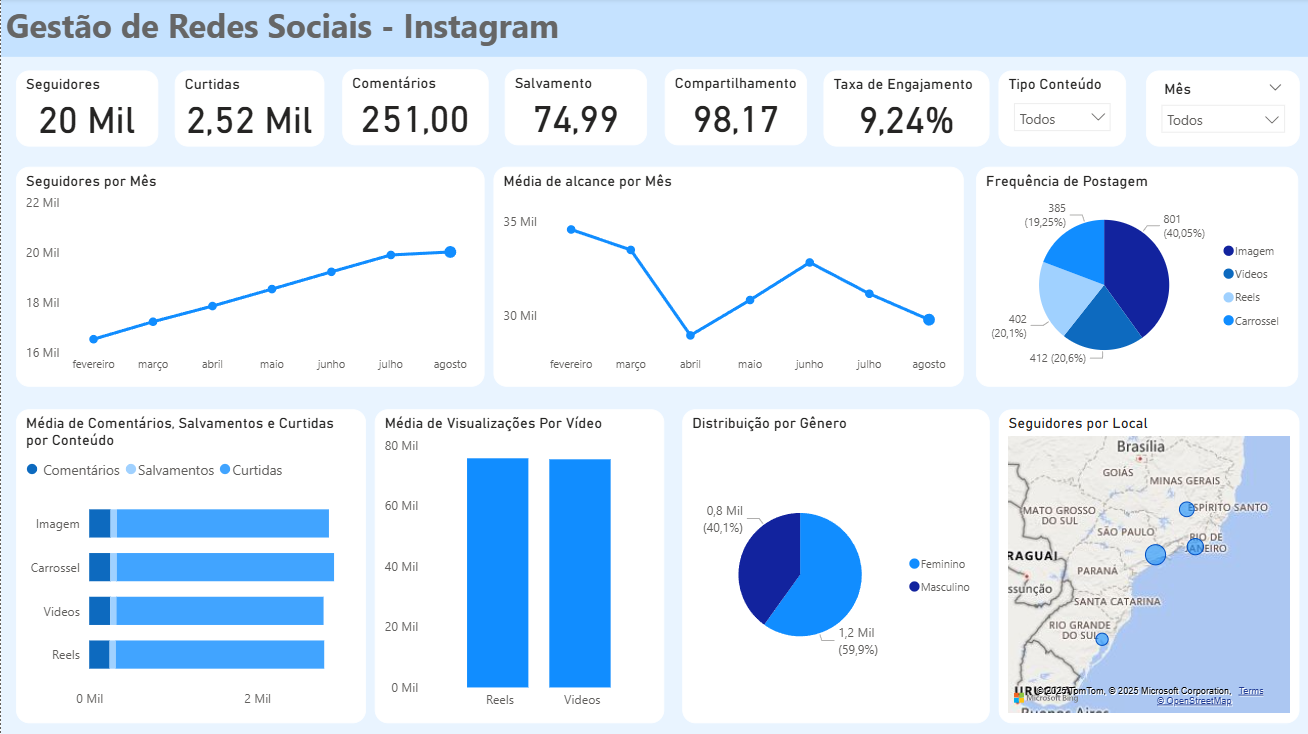 Gestão de Redes Sociais - Instagram
Seguidores
20 Mil
Curtidas
2,52 Mil
Comentários
251,00
Salvamento
74,99
Compartilhamento
98,17
Taxa de Engajamento
9,24%
Tipo Conteúdo
Todos
Mês
Todos
Seguidores por Mês
22 Mil
20 Mil
18 Mil
16 Mil
fevereiro março abril maio junho julho agosto
Média de alcance por Mês
35 Mil
30 Mil
fevereiro março abril maio junho julho agosto
Frequência de Postagem
385
(19,25%)
801
(40,05%)
402
(20,1%)
412 (20,6%)
Imagem
Videos
Reels
Carrossel
Média de Comentários, Salvamentos e Curtidas
por Conteúdo
Comentários Salvamentos Curtidas
Imagem
Carrossel
Videos
Reels
0 Mil 2 Mil
Média de Visualizações Por Vídeo
80 Mil
60 Mil
40 Mil
20 Mil
0 Mil
Reels Videos
Distribuição por Gênero
0,8 Mil
(40,1%)
1,2 Mil
(59,9%)
Feminino
Masculino
Seguidores por Local
Brasília
GOIÁS
MINAS GERAIS
ESPÍRITO SANTO
MATO GROSSO
DO SUL
SÃO PAULO
RIO DE
JANEIRO
RAGUAI
PARANÁ
ssunção
SANTA CATARINA
RIO GRANDE
DO SUL
© 2025 TomTom, © 2025 Microsoft Corporation, Terms
Microsoft Bing
© OpenStreetMap
Buenos Aires